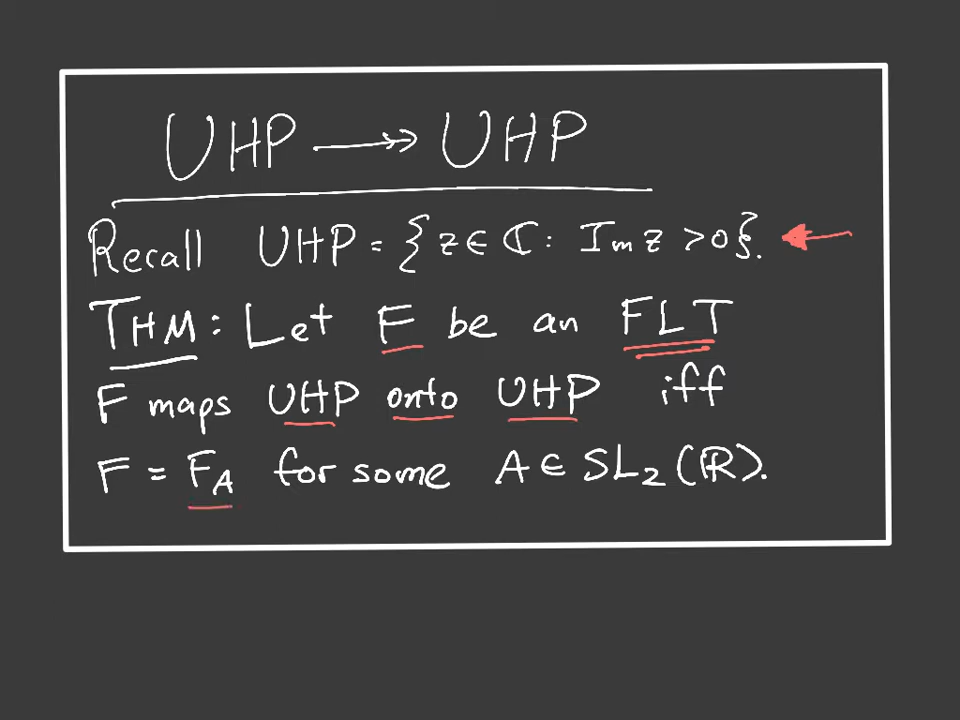 UHP ↠ UHP
Recall UHP = {z ∈ ℂ : Im z > 0}.
THM: Let F be an FLT
F maps UHP onto UHP iff
F = F_A for some A ∈ SL₂(ℝ).